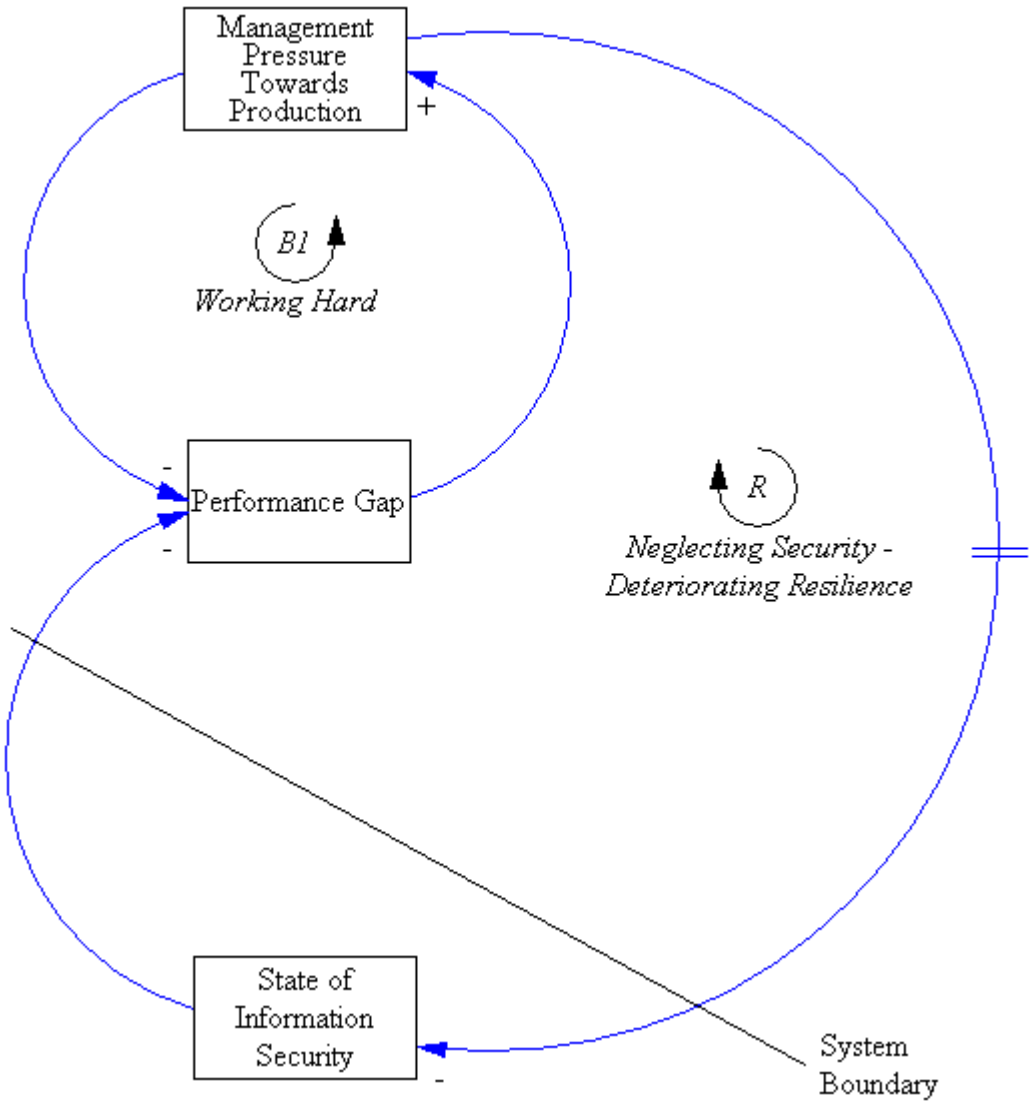 Management
Pressure
Towards
Production
+
B1
Working Hard
-
Performance Gap
-
R
Neglecting Security -
Deteriorating Resilience
State of
Information
Security
-
System
Boundary